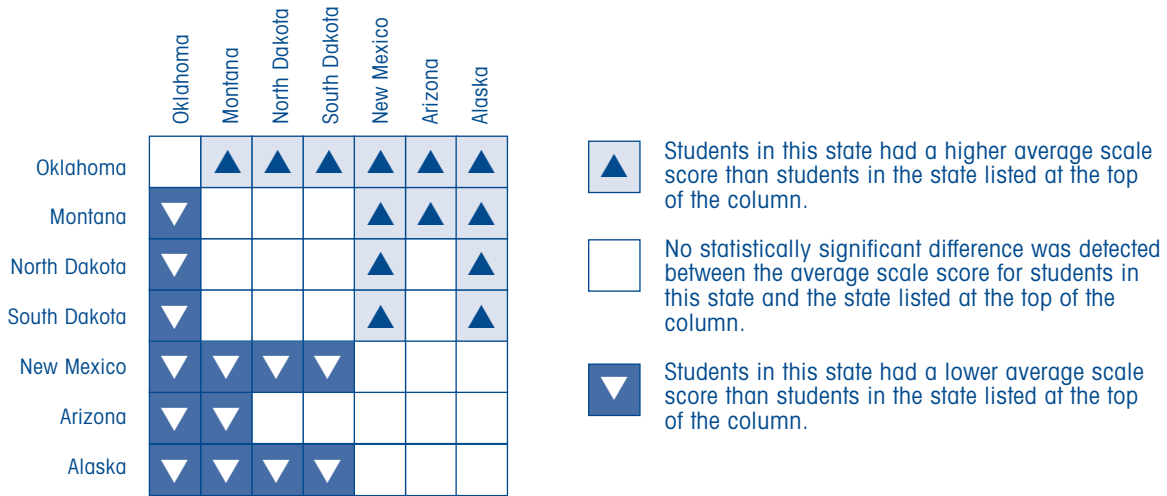 Oklahoma
Montana
North Dakota
South Dakota
New Mexico
Arizona
Alaska
Oklahoma
Montana
North Dakota
South Dakota
New Mexico
Arizona
Alaska
Students in this state had a higher average scale
score than students in the state listed at the top
of the column.
No statistically significant difference was detected
between the average scale score for students in
this state and the state listed at the top of the
column.
Students in this state had a lower average scale
score than students in the state listed at the top
of the column.